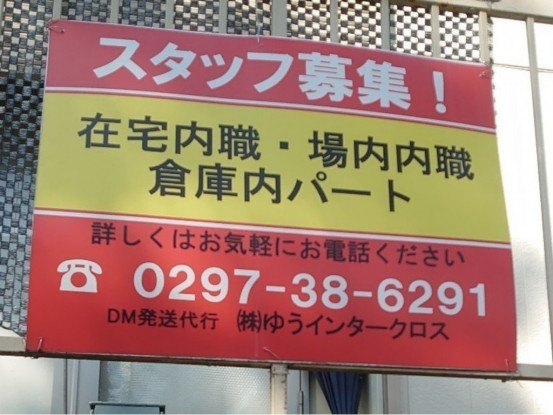 スタッフ募集!
在宅内職・場内内職
倉庫内パート
詳しくはお気軽にお電話ください
☎ 0297-38-6291
DM発送代行 ㈱ゆうインタークロス